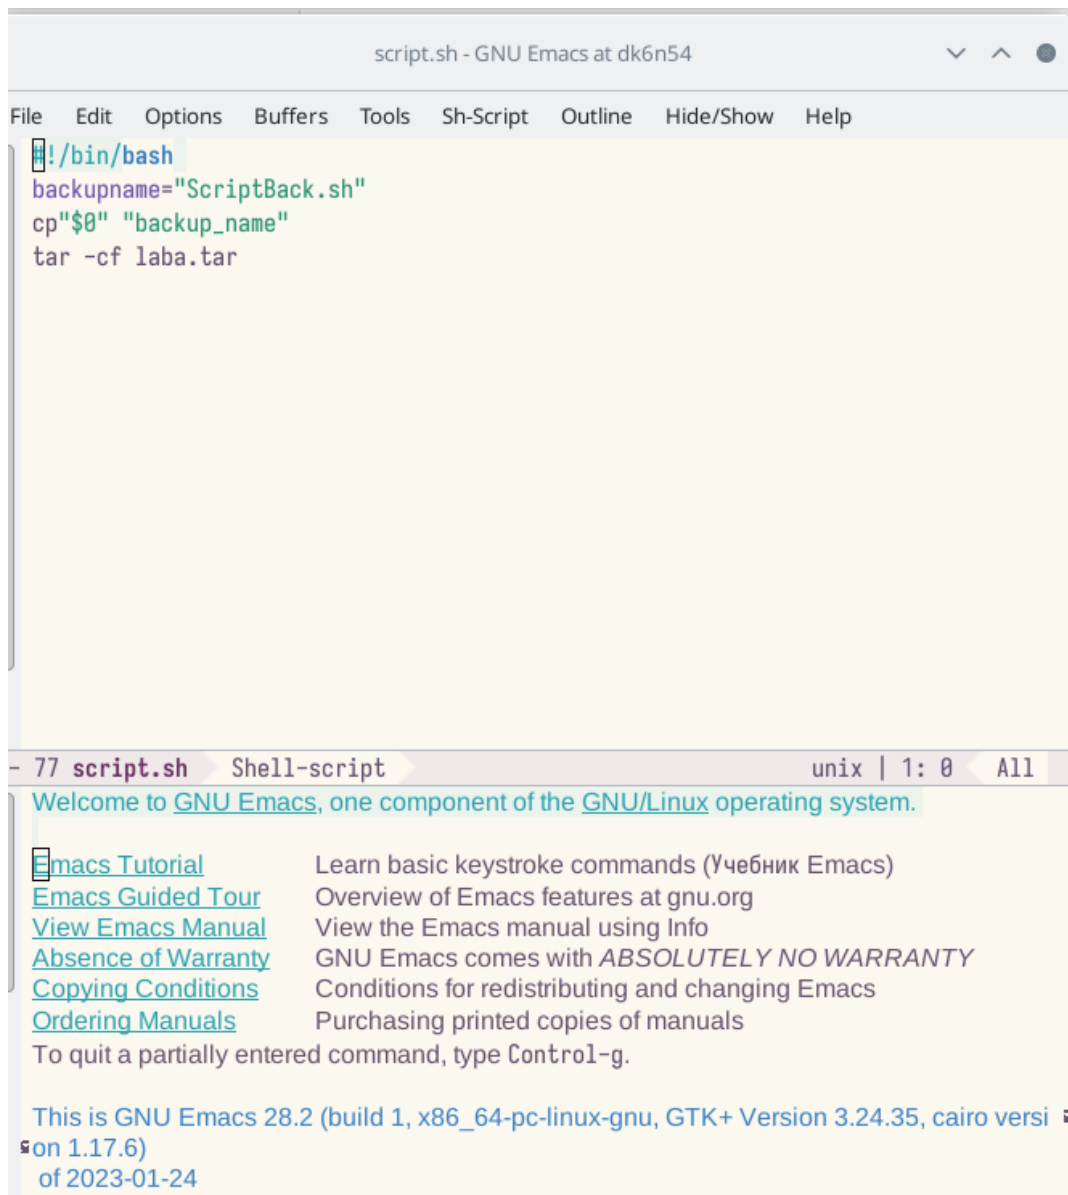 script.sh - GNU Emacs at dk6n54
File Edit Options Buffers Tools Sh-Script Outline Hide/Show Help
#!/bin/bash
backupname="ScriptBack.sh"
cp"$0" "backup_name"
tar -cf laba.tar
- 77 script.sh Shell-script unix | 1: 0 All
Welcome to GNU Emacs, one component of the GNU/Linux operating system.
Emacs Tutorial Learn basic keystroke commands (Учебник Emacs)
Emacs Guided Tour Overview of Emacs features at gnu.org
View Emacs Manual View the Emacs manual using Info
Absence of Warranty GNU Emacs comes with ABSOLUTELY NO WARRANTY
Copying Conditions Conditions for redistributing and changing Emacs
Ordering Manuals Purchasing printed copies of manuals
To quit a partially entered command, type Control-g.
This is GNU Emacs 28.2 (build 1, x86_64-pc-linux-gnu, GTK+ Version 3.24.35, cairo versi
on 1.17.6)
of 2023-01-24